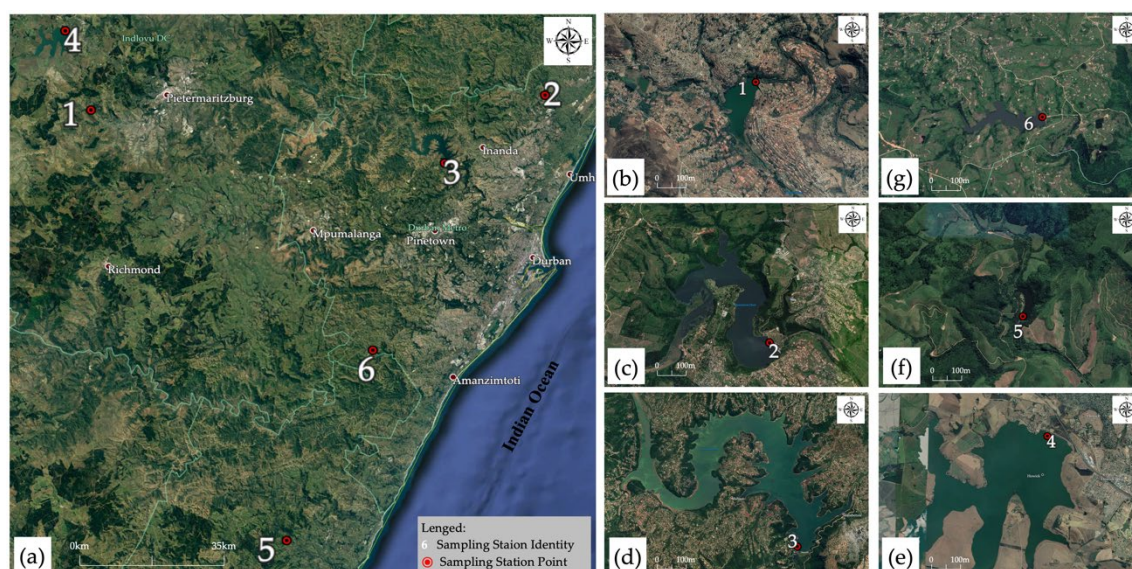 N
W E
S
4
Indlovu DC
Pietermaritzburg
1
2
Inanda
3
Umh
Mpumalanga
Durban Metro
Pinetown
Durban
Richmond
6
Amanzimtoti
Indian Ocean
5
0km 35km
Lenged:
6 Sampling Staion Identity
Sampling Station Point
(a)
N
W E
S
1
(b)
0 100m
N
W E
S
2
(c)
0 100m
N
W E
S
3
(d)
0 100m
N
W E
S
6
(g)
0 100m
N
W E
S
5
(f)
0 100m
N
W E
S
4
(e)
0 100m